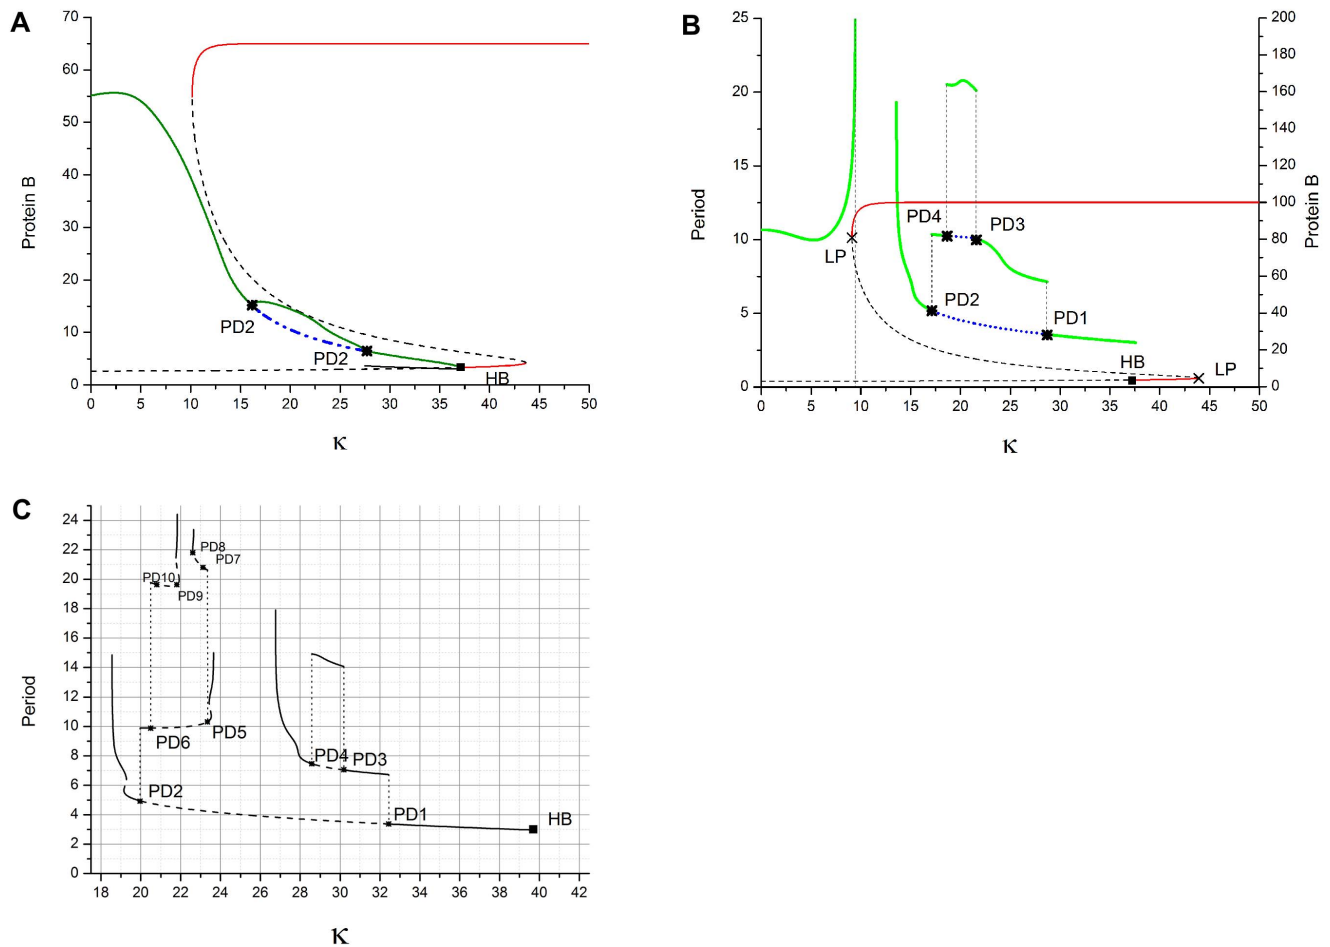 A
70
60
50
40
30
20
10
0
Protein B
PD2
PD2
HB
0 5 10 15 20 25 30 35 40 45 50
κ
B
25
20
15
10
5
0
Period
200
180
160
140
120
100
80
60
40
20
0
Protein B
PD4
PD3
LP
PD2
PD1
HB
LP
0 5 10 15 20 25 30 35 40 45 50
κ
C
24
22
20
18
16
14
12
10
8
6
4
2
0
Period
PD8
PD7
PD10
PD9
PD6
PD5
PD4
PD3
PD2
PD1
HB
18 20 22 24 26 28 30 32 34 36 38 40 42
κ